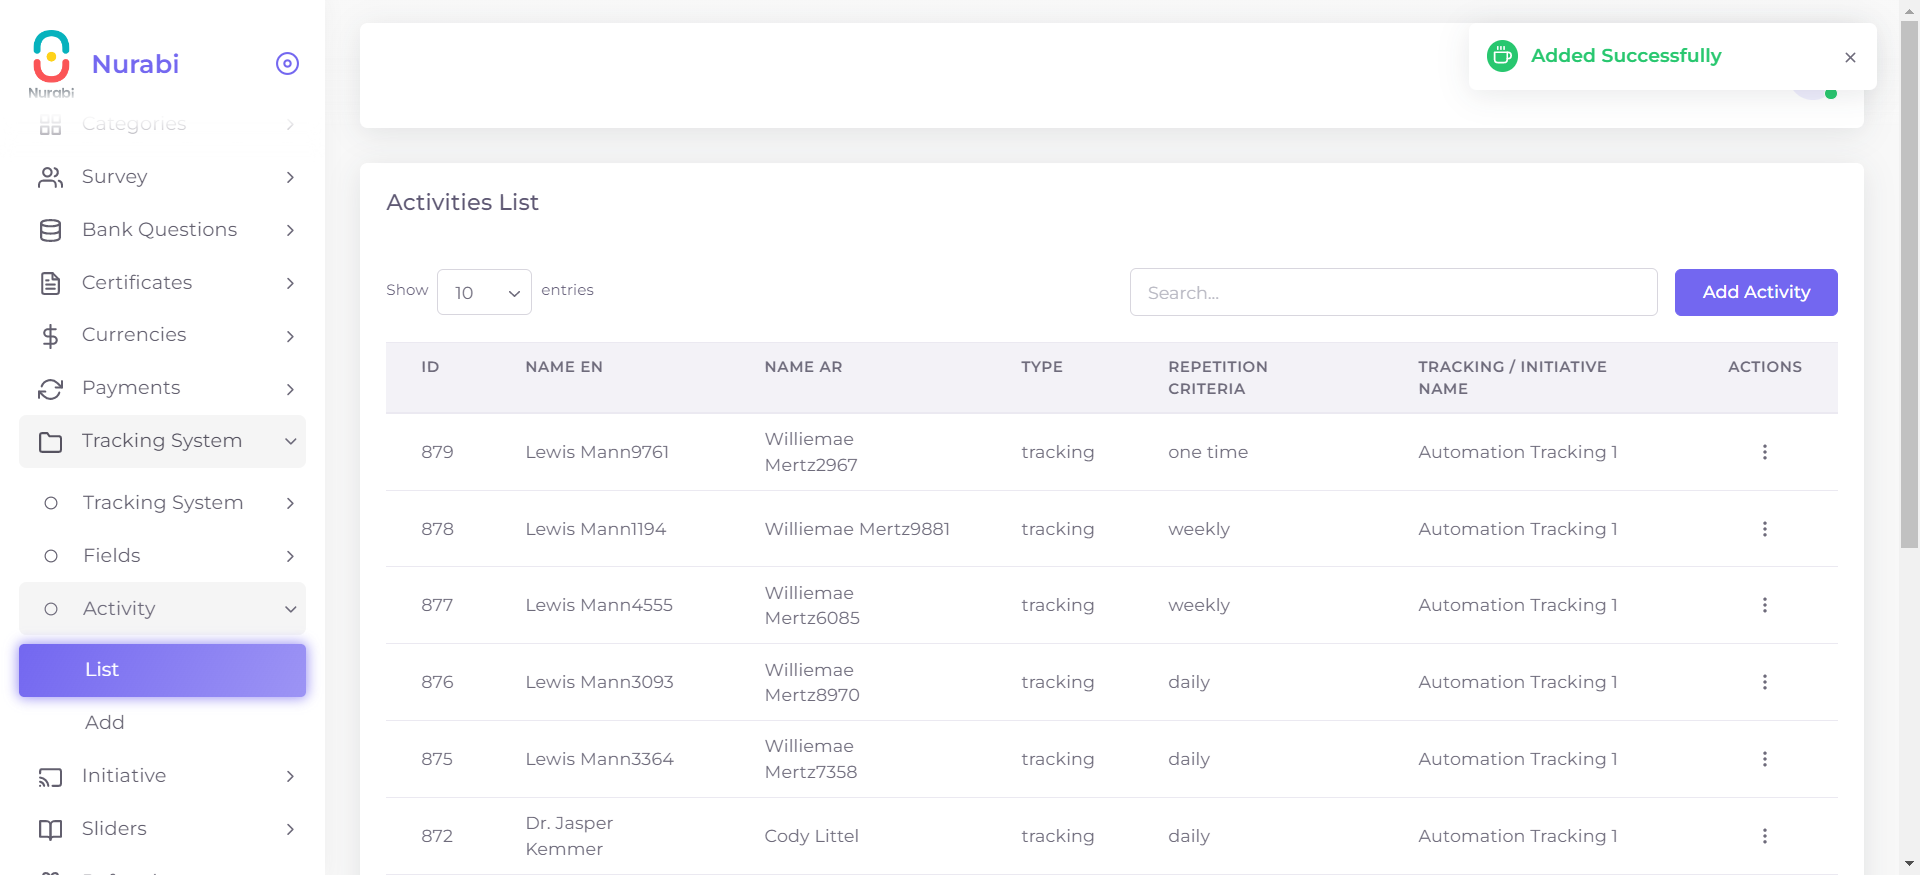 Nurabi
Nurabi
Categories
Survey
Bank Questions
Certificates
Currencies
Payments
Tracking System
Tracking System
Fields
Activity
List
Add
Initiative
Sliders
Added Successfully
Activities List
Show 10 entries
Search...
Add Activity
ID NAME EN NAME AR TYPE REPETITION CRITERIA TRACKING / INITIATIVE NAME ACTIONS
879 Lewis Mann9761 Williemae Mertz2967 tracking one time Automation Tracking 1
878 Lewis Mann1194 Williemae Mertz9881 tracking weekly Automation Tracking 1
877 Lewis Mann4555 Williemae Mertz6085 tracking weekly Automation Tracking 1
876 Lewis Mann3093 Williemae Mertz8970 tracking daily Automation Tracking 1
875 Lewis Mann3364 Williemae Mertz7358 tracking daily Automation Tracking 1
872 Dr. Jasper Kemmer Cody Littel tracking daily Automation Tracking 1